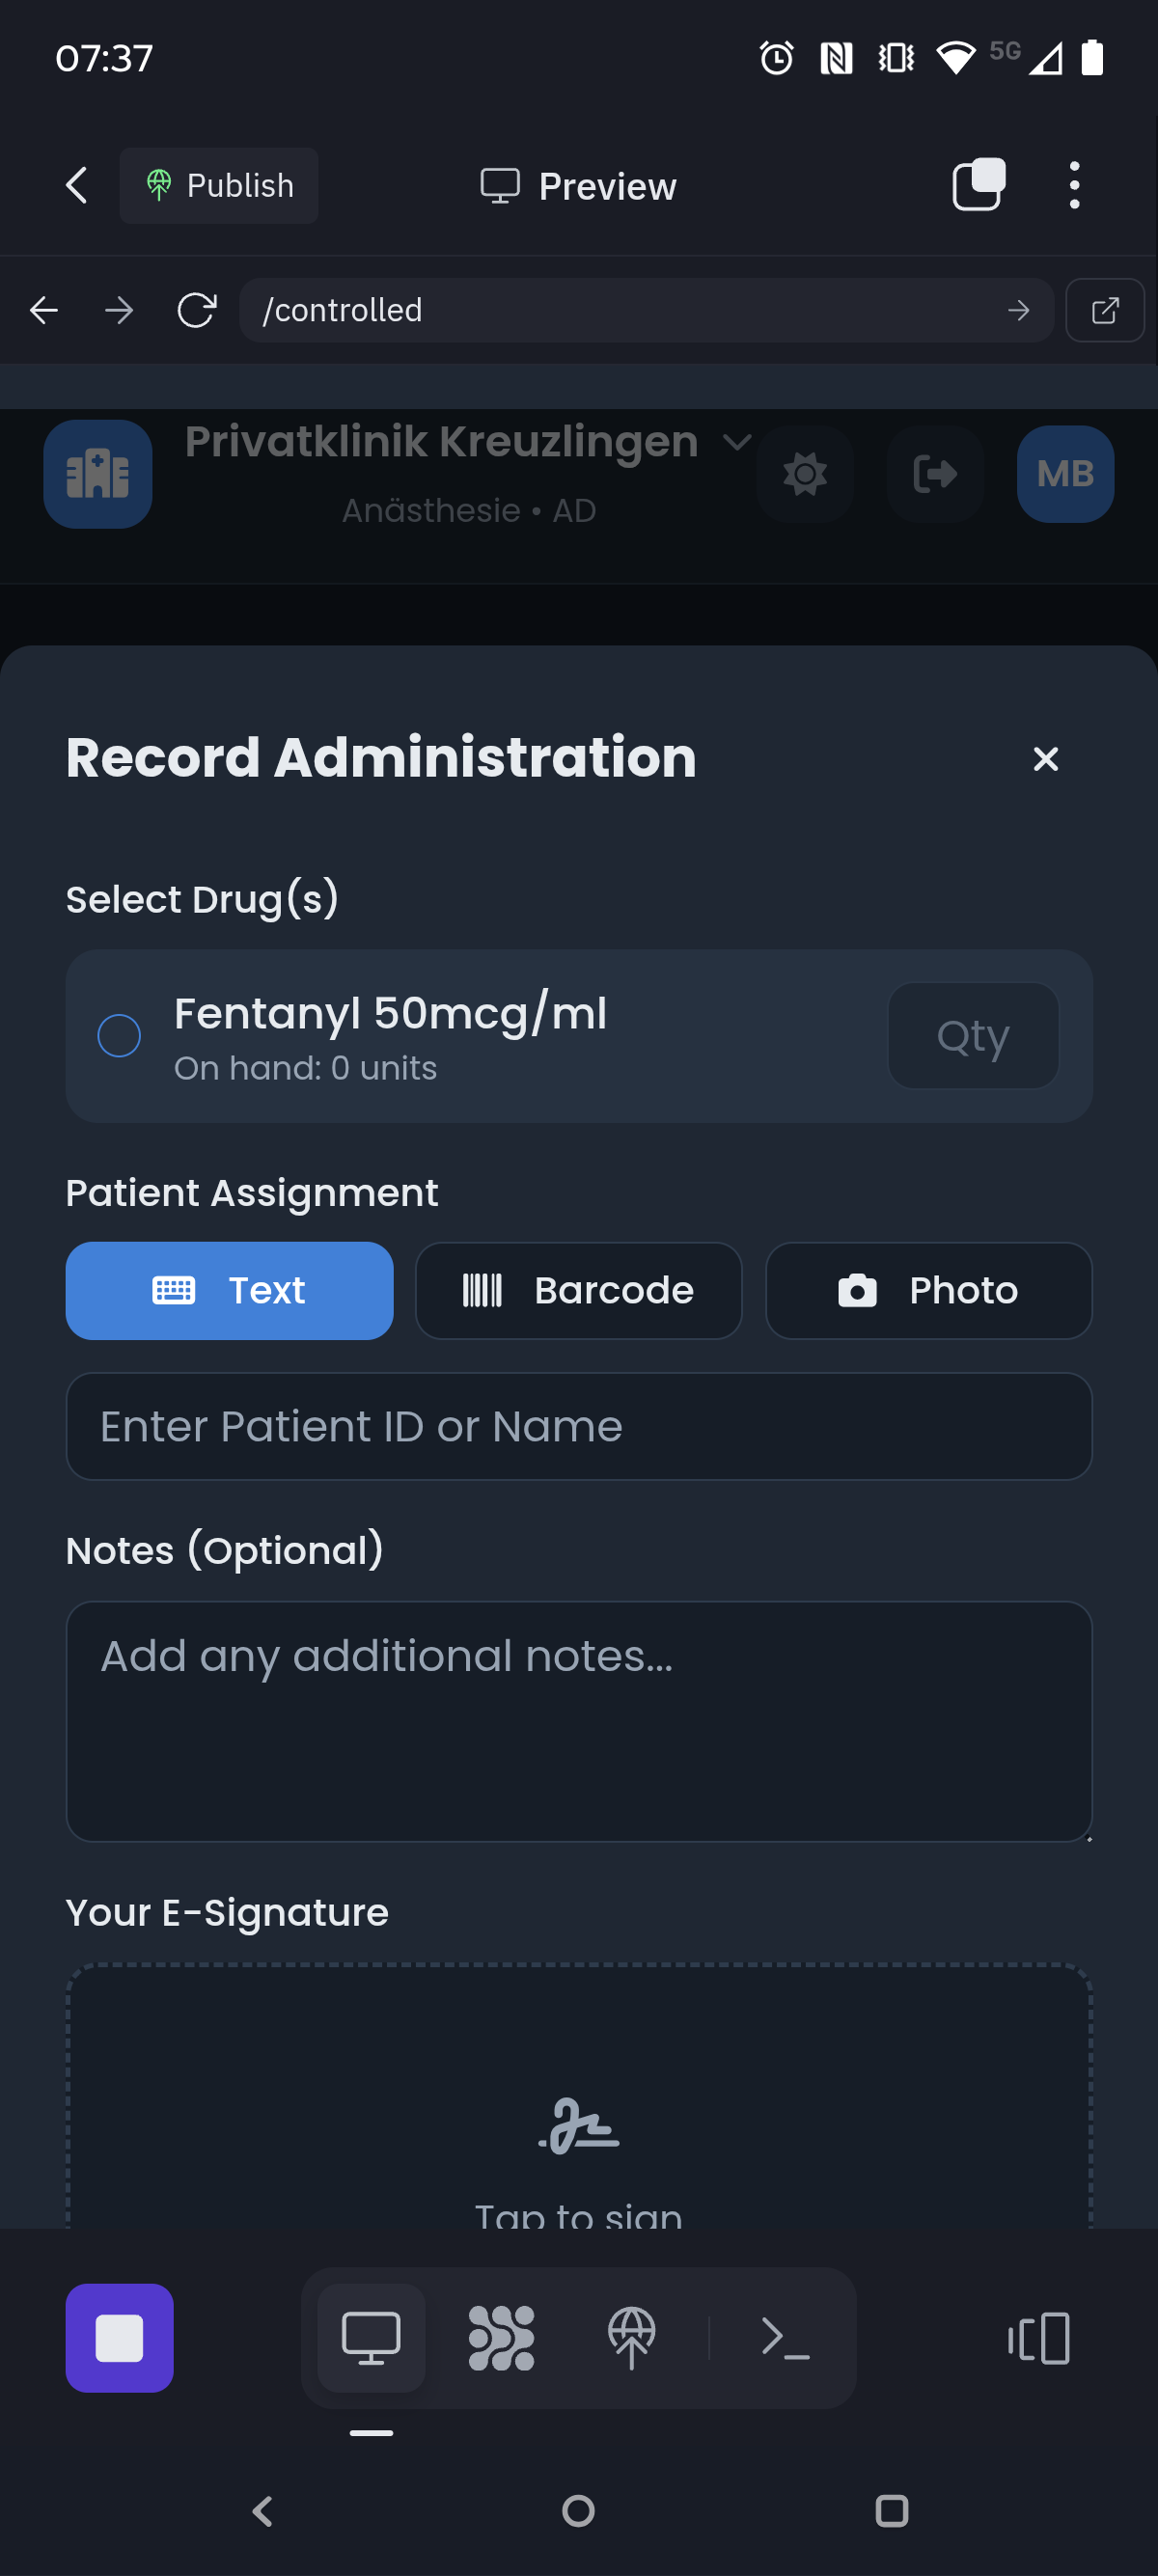 07:37
5G
Publish
Preview
/controlled
Privatklinik Kreuzlingen
Anästhesie • AD
MB
Record Administration
Select Drug(s)
Fentanyl 50mcg/ml
On hand: 0 units
Qty
Patient Assignment
Text
Barcode
Photo
Enter Patient ID or Name
Notes (Optional)
Add any additional notes...
Your E-Signature
Tap to sign